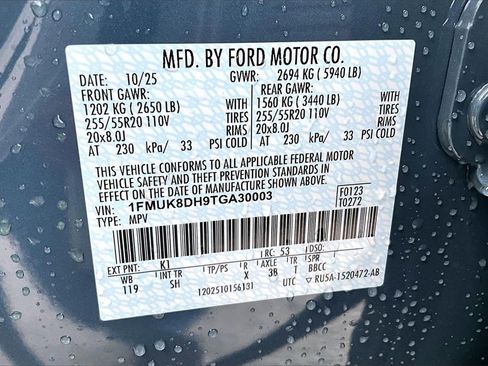 MFD. BY FORD MOTOR CO.
DATE: 10/25 GVWR: 2694 KG ( 5940 LB)
FRONT GAWR: REAR GAWR:
1202 KG ( 2650 LB) WITH 1560 KG ( 3440 LB) WITH
255/55R20 110V TIRES 255/55R20 110V TIRES
20x8.0J RIMS 20x8.0J RIMS
AT 230 kPa/ 33 PSI COLD AT 230 kPa/ 33 PSI COLD
THIS VEHICLE CONFORMS TO ALL APPLICABLE FEDERAL MOTOR
VEHICLE SAFETY AND THEFT PREVENTION STANDARDS IN EFFECT
ON THE DATE OF MANUFACTURE SHOWN ABOVE.
VIN: 1FMUK8DH9TGA30003 F0123
TYPE: MPV T0272
EXT PNT: K1 RC: 53 DSO:
WB INT TR R AXLE TR SPR
119 SH 1202510156131 X 3B T BBCC
UTC RU5A-1520472-AB